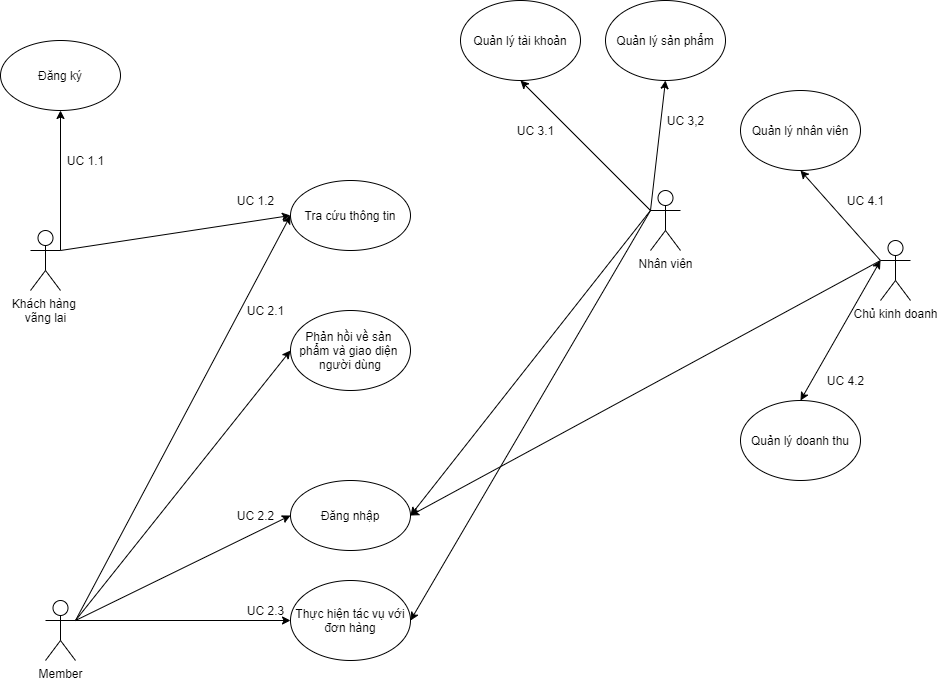 Quản lý tài khoản
Quản lý sản phẩm
Đăng ký
UC 3.1
UC 3,2
Quản lý nhân viên
UC 1.1
UC 1.2
UC 4.1
Tra cứu thông tin
Nhân viên
Khách hàng
vãng lai
UC 2.1
Chủ kinh doanh
Phản hồi về sản
phẩm và giao diện
người dùng
UC 4.2
Quản lý doanh thu
UC 2.2
Đăng nhập
UC 2.3
Thực hiện tác vụ với
đơn hàng
Member